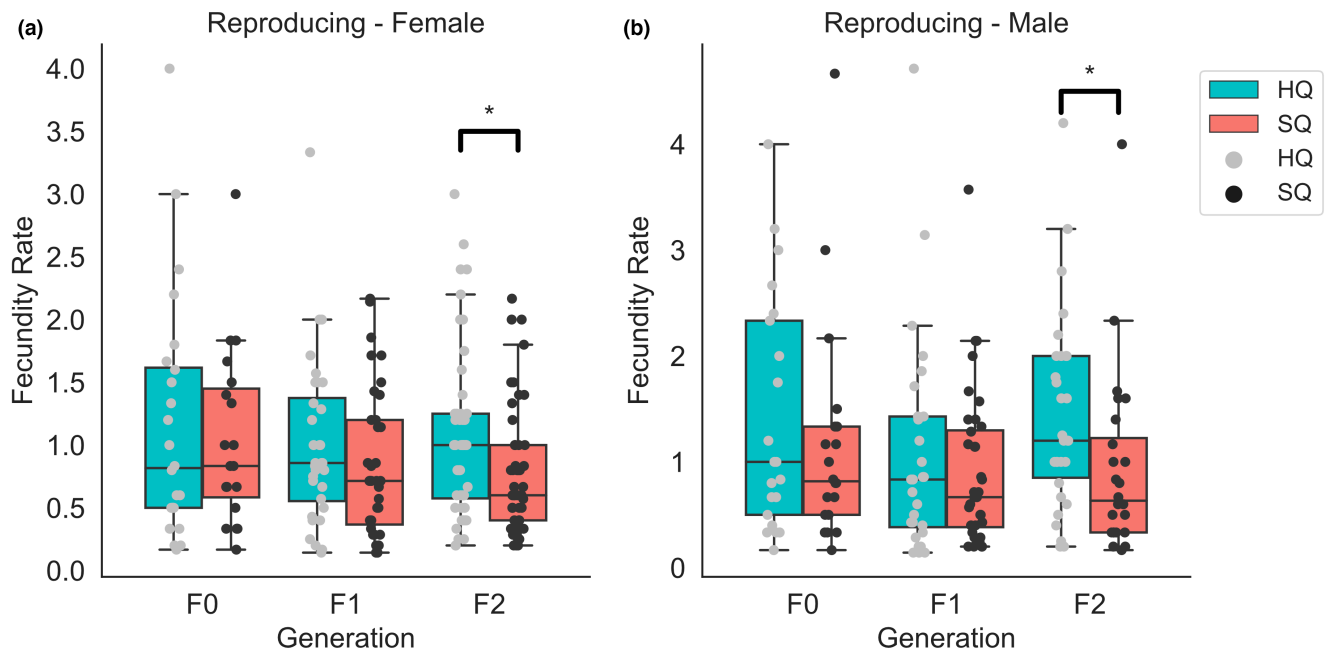 (a)
Reproducing - Female
Fecundity Rate
4.0
3.5
3.0
2.5
2.0
1.5
1.0
0.5
0.0
*
F0 F1 F2
Generation
(b)
Reproducing - Male
Fecundity Rate
4
3
2
1
0
*
F0 F1 F2
Generation
HQ
SQ
HQ
SQ